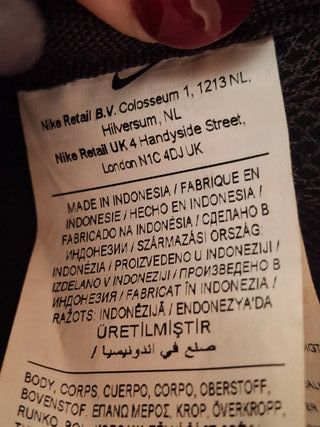 Nike Retail B.V. Colosseum 1, 1213 NL,
Hilversum, NL
Nike Retail UK 4 Handyside Street,
London N1C 4DJ UK
MADE IN INDONESIA / FABRIQUE EN
INDONESIE / HECHO EN INDONESIA /
FABRICADO NA INDONÉSIA / СДЕЛАНО В
ИНДОНЕЗИИ / SZÁRMAZÁSI ORSZÁG:
INDONÉZIA / PROIZVEDENO U INDONEZIJI /
IZDELANO V INDONEZIJI / ПРОИЗВЕДЕНО В
ИНДОНЕЗИЯ / FABRICAT ÎN INDONEZIA /
RAŽOTS: INDONĒZIJĀ / ENDONEZYA'DA
ÜRETİLMİŞTİR
صنع في اندونيسيا /
BODY, CORPS, CUERPO, CORPO, OBERSTOFF,
BOVENSTOF, ΕΠΑΝΩ ΜΕΡΟΣ, KROP, ÖVERKROPP,
RUNKO,